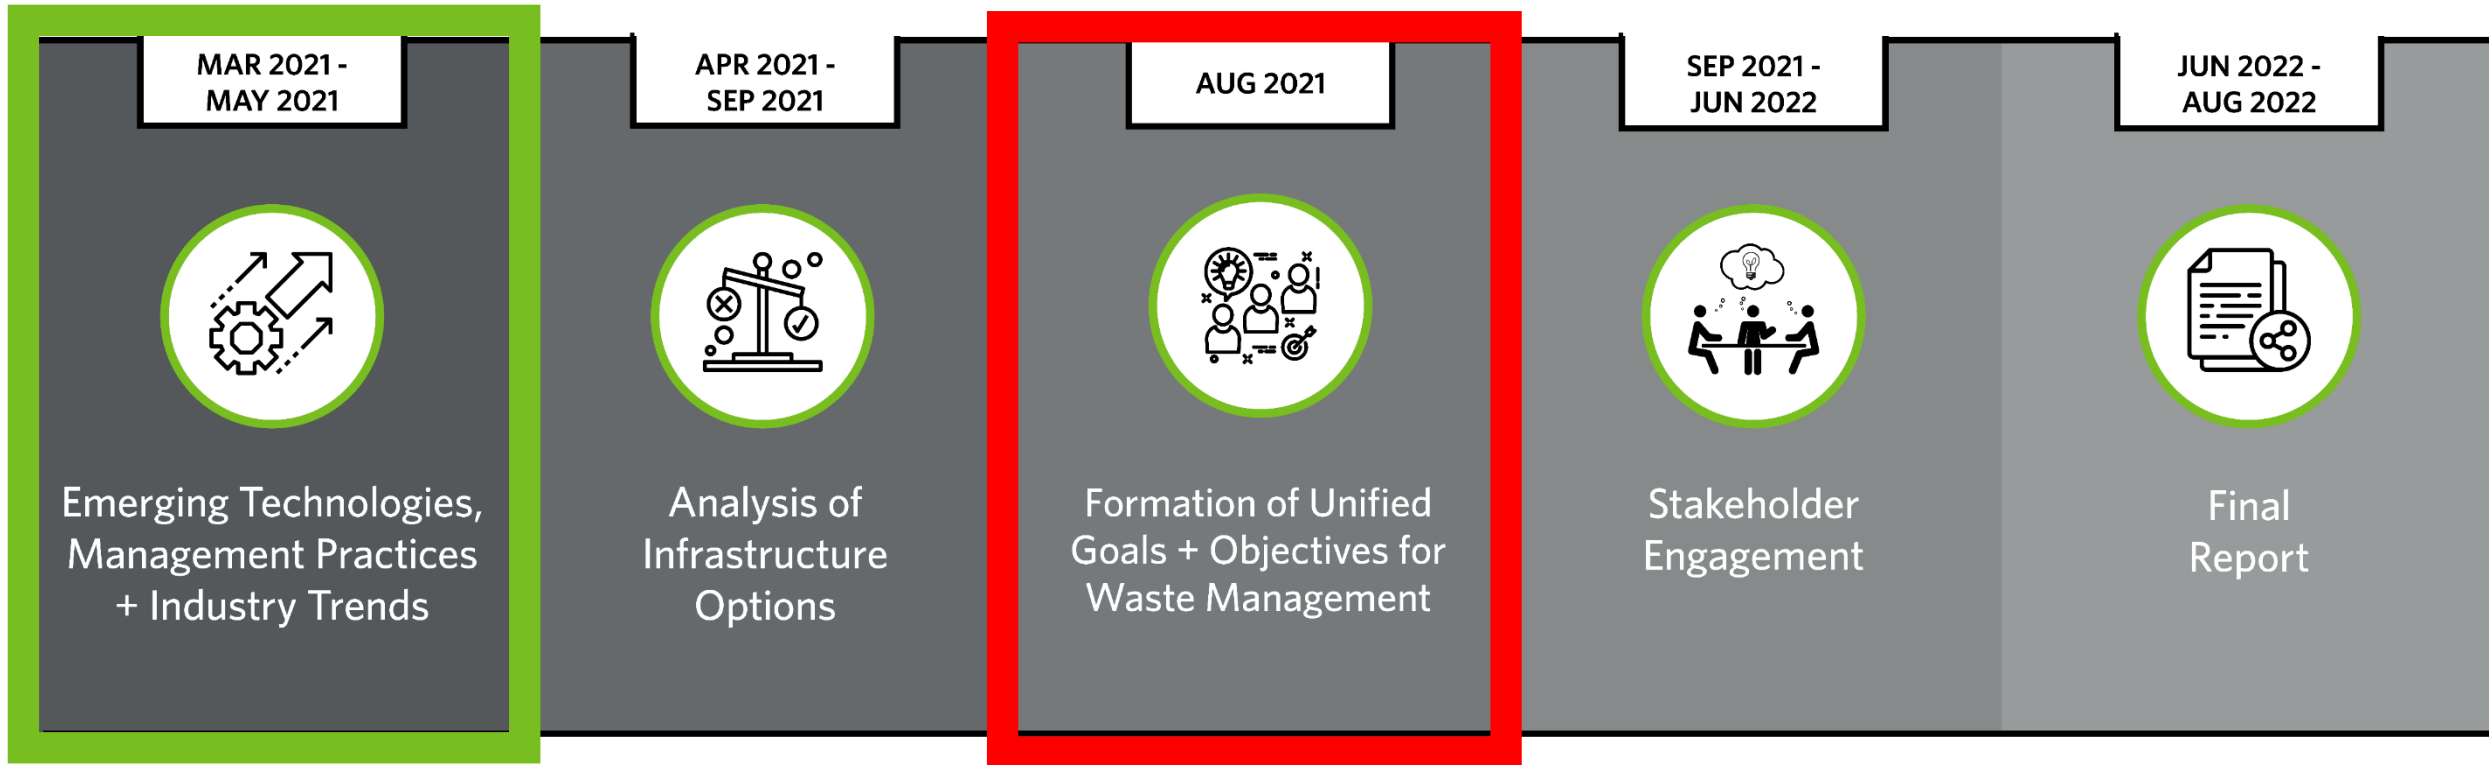 MAR 2021 -
MAY 2021
Emerging Technologies,
Management Practices
+ Industry Trends
APR 2021 -
SEP 2021
Analysis of
Infrastructure
Options
AUG 2021
Formation of Unified
Goals + Objectives for
Waste Management
SEP 2021 -
JUN 2022
Stakeholder
Engagement
JUN 2022 -
AUG 2022
Final
Report